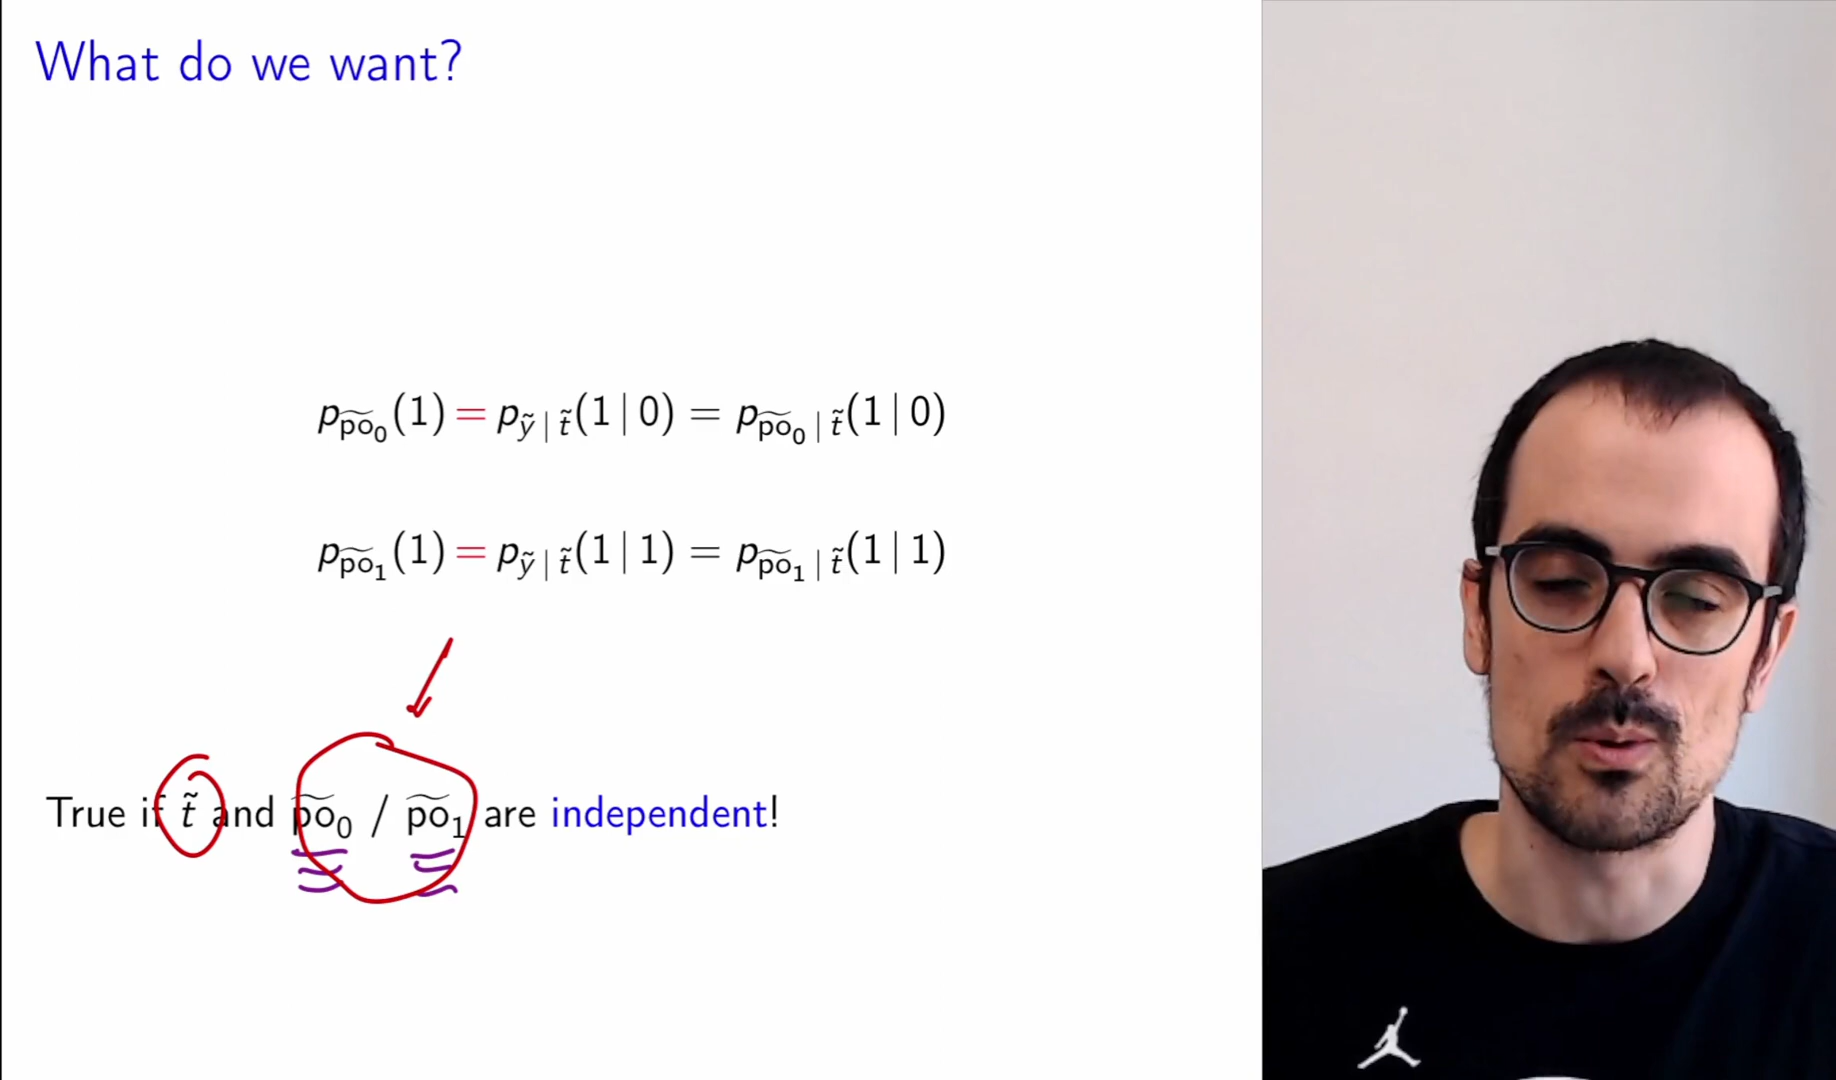 What do we want?
p_{\widetilde{po}_0}(1) = p_{\tilde{y} | \tilde{t}}(1 | 0) = p_{\widetilde{po}_0 | \tilde{t}}(1 | 0)
p_{\widetilde{po}_1}(1) = p_{\tilde{y} | \tilde{t}}(1 | 1) = p_{\widetilde{po}_1 | \tilde{t}}(1 | 1)
True if \tilde{t} and \widetilde{po}_0 / \widetilde{po}_1 are independent!